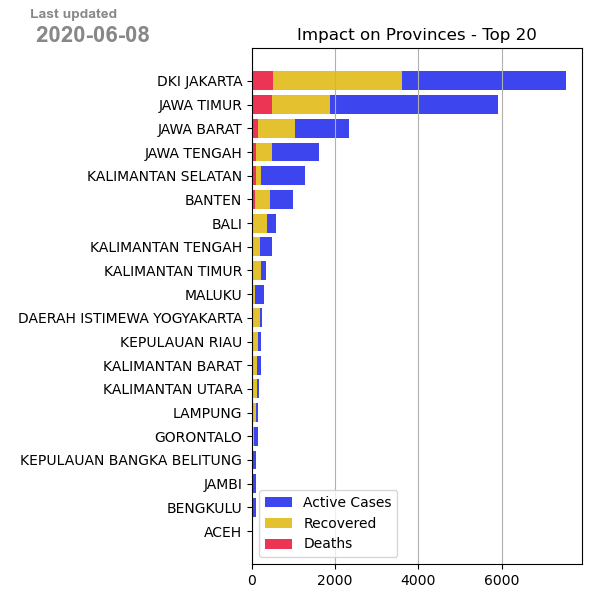 Last updated
2020-06-08
Impact on Provinces - Top 20
DKI JAKARTA
JAWA TIMUR
JAWA BARAT
JAWA TENGAH
KALIMANTAN SELATAN
BANTEN
BALI
KALIMANTAN TENGAH
KALIMANTAN TIMUR
MALUKU
DAERAH ISTIMEWA YOGYAKARTA
KEPULAUAN RIAU
KALIMANTAN BARAT
KALIMANTAN UTARA
LAMPUNG
GORONTALO
KEPULAUAN BANGKA BELITUNG
JAMBI
BENGKULU
ACEH
Active Cases
Recovered
Deaths
0 2000 4000 6000